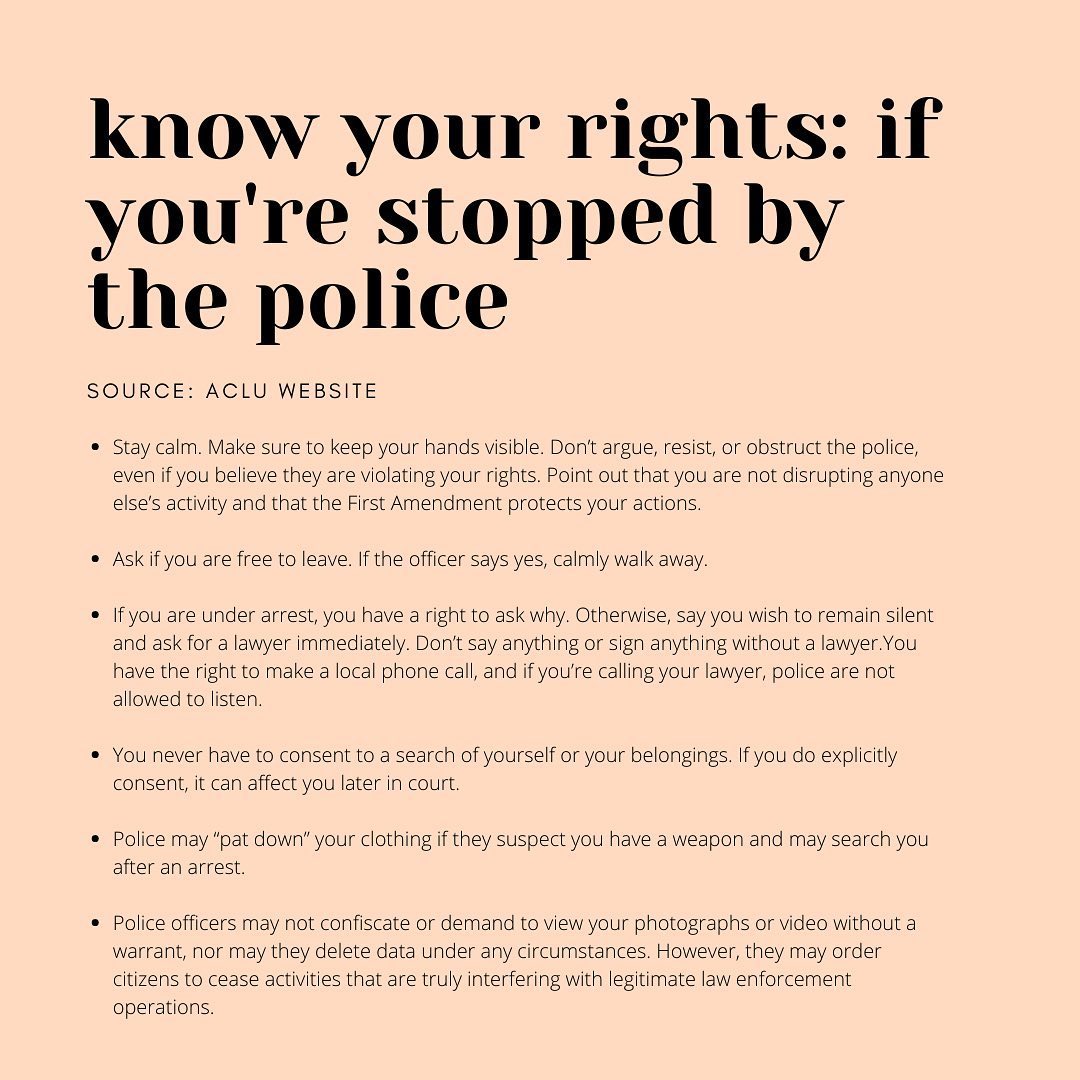 know your rights: if
you're stopped by
the police
SOURCE: ACLU WEBSITE
• Stay calm. Make sure to keep your hands visible. Don’t argue, resist, or obstruct the police,
even if you believe they are violating your rights. Point out that you are not disrupting anyone
else’s activity and that the First Amendment protects your actions.
• Ask if you are free to leave. If the officer says yes, calmly walk away.
• If you are under arrest, you have a right to ask why. Otherwise, say you wish to remain silent
and ask for a lawyer immediately. Don’t say anything or sign anything without a lawyer.You
have the right to make a local phone call, and if you’re calling your lawyer, police are not
allowed to listen.
• You never have to consent to a search of yourself or your belongings. If you do explicitly
consent, it can affect you later in court.
• Police may “pat down” your clothing if they suspect you have a weapon and may search you
after an arrest.
• Police officers may not confiscate or demand to view your photographs or video without a
warrant, nor may they delete data under any circumstances. However, they may order
citizens to cease activities that are truly interfering with legitimate law enforcement
operations.